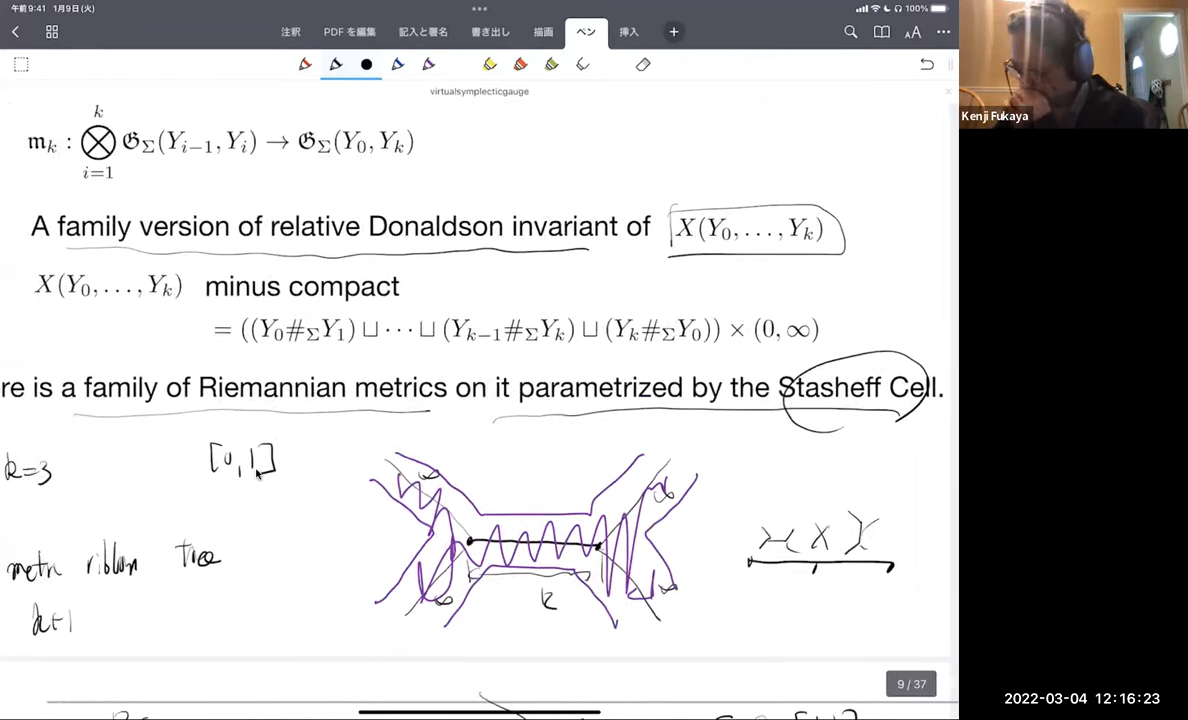 午前9:41 1月9日(火) 100%
注釈 PDF を編集 記入と署名 書き出し 描画 ペン 挿入
AA
virtualsymplecticgauge
Kenji Fukaya
𝔪_k : ⊗_{i=1}^{k} 𝔊_Σ(Y_{i−1}, Y_i) → 𝔊_Σ(Y_0, Y_k)
A family version of relative Donaldson invariant of X(Y_0, . . . , Y_k)
X(Y_0, . . . , Y_k) minus compact
= ((Y_0#_ΣY_1) ⊔ · · · ⊔ (Y_{k−1}#_ΣY_k) ⊔ (Y_k#_ΣY_0)) × (0, ∞)
re is a family of Riemannian metrics on it parametrized by the Stasheff Cell.
k=3 [0,1]
metric ribbon tree
k+1
9 / 37
2022-03-04 12:16:23